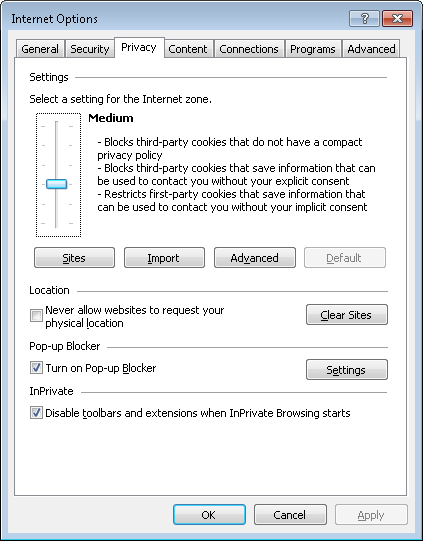 Internet Options
General Security Privacy Content Connections Programs Advanced
Settings
Select a setting for the Internet zone.
Medium
- Blocks third-party cookies that do not have a compact
privacy policy
- Blocks third-party cookies that save information that can
be used to contact you without your explicit consent
- Restricts first-party cookies that save information that
can be used to contact you without your implicit consent
Sites Import Advanced Default
Location
Never allow websites to request your
physical location
Clear Sites
Pop-up Blocker
Turn on Pop-up Blocker
Settings
InPrivate
Disable toolbars and extensions when InPrivate Browsing starts
OK Cancel Apply